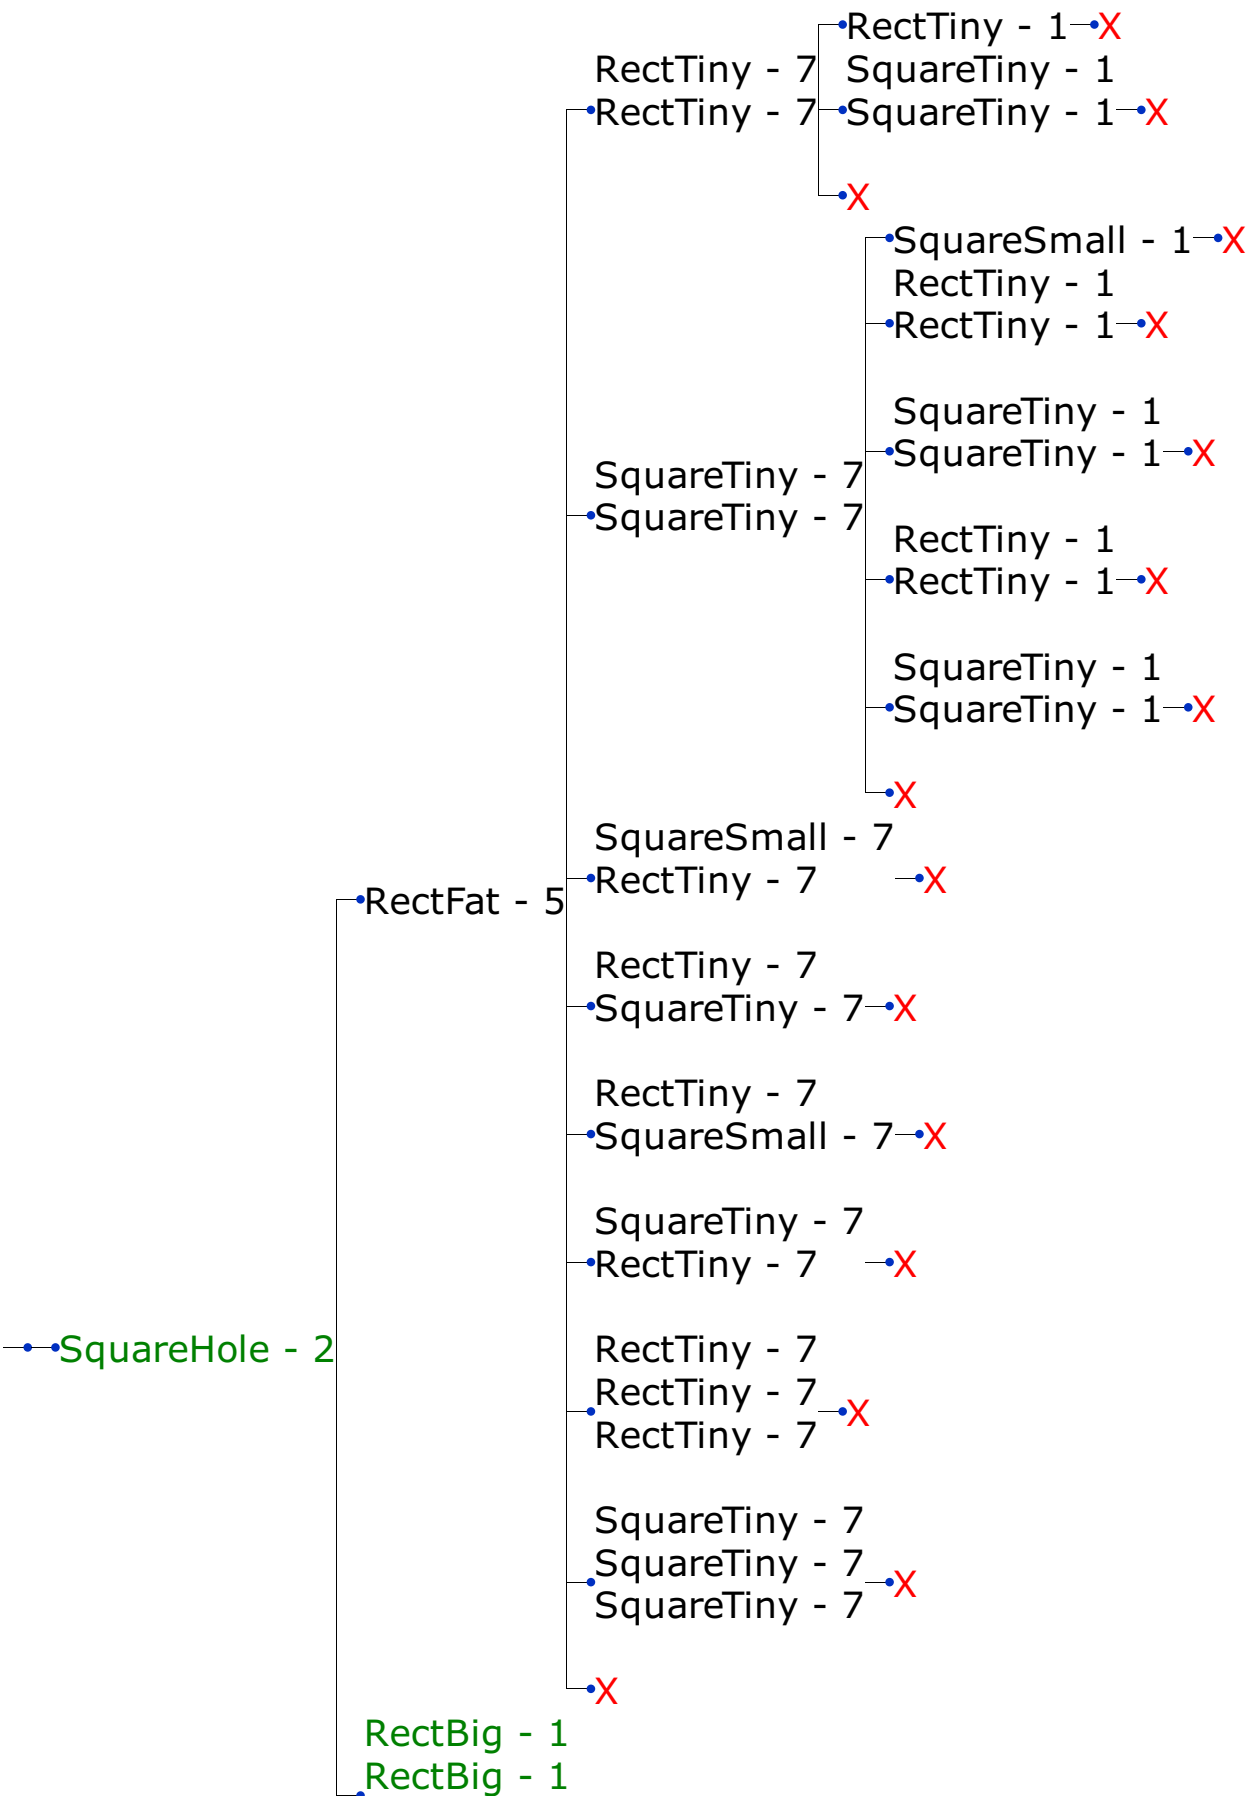 RectTiny - 1 X
RectTiny - 7 SquareTiny - 1
RectTiny - 7 SquareTiny - 1 X
X
SquareSmall - 1 X
RectTiny - 1
RectTiny - 1 X
SquareTiny - 1
SquareTiny - 1 X
SquareTiny - 7
SquareTiny - 7
RectTiny - 1
RectTiny - 1 X
SquareTiny - 1
SquareTiny - 1 X
X
SquareSmall - 7
RectTiny - 7 X
RectFat - 5
RectTiny - 7
SquareTiny - 7 X
RectTiny - 7
SquareSmall - 7 X
SquareTiny - 7
RectTiny - 7 X
SquareHole - 2
RectTiny - 7
RectTiny - 7 X
RectTiny - 7
SquareTiny - 7
SquareTiny - 7 X
SquareTiny - 7
X
RectBig - 1
RectBig - 1